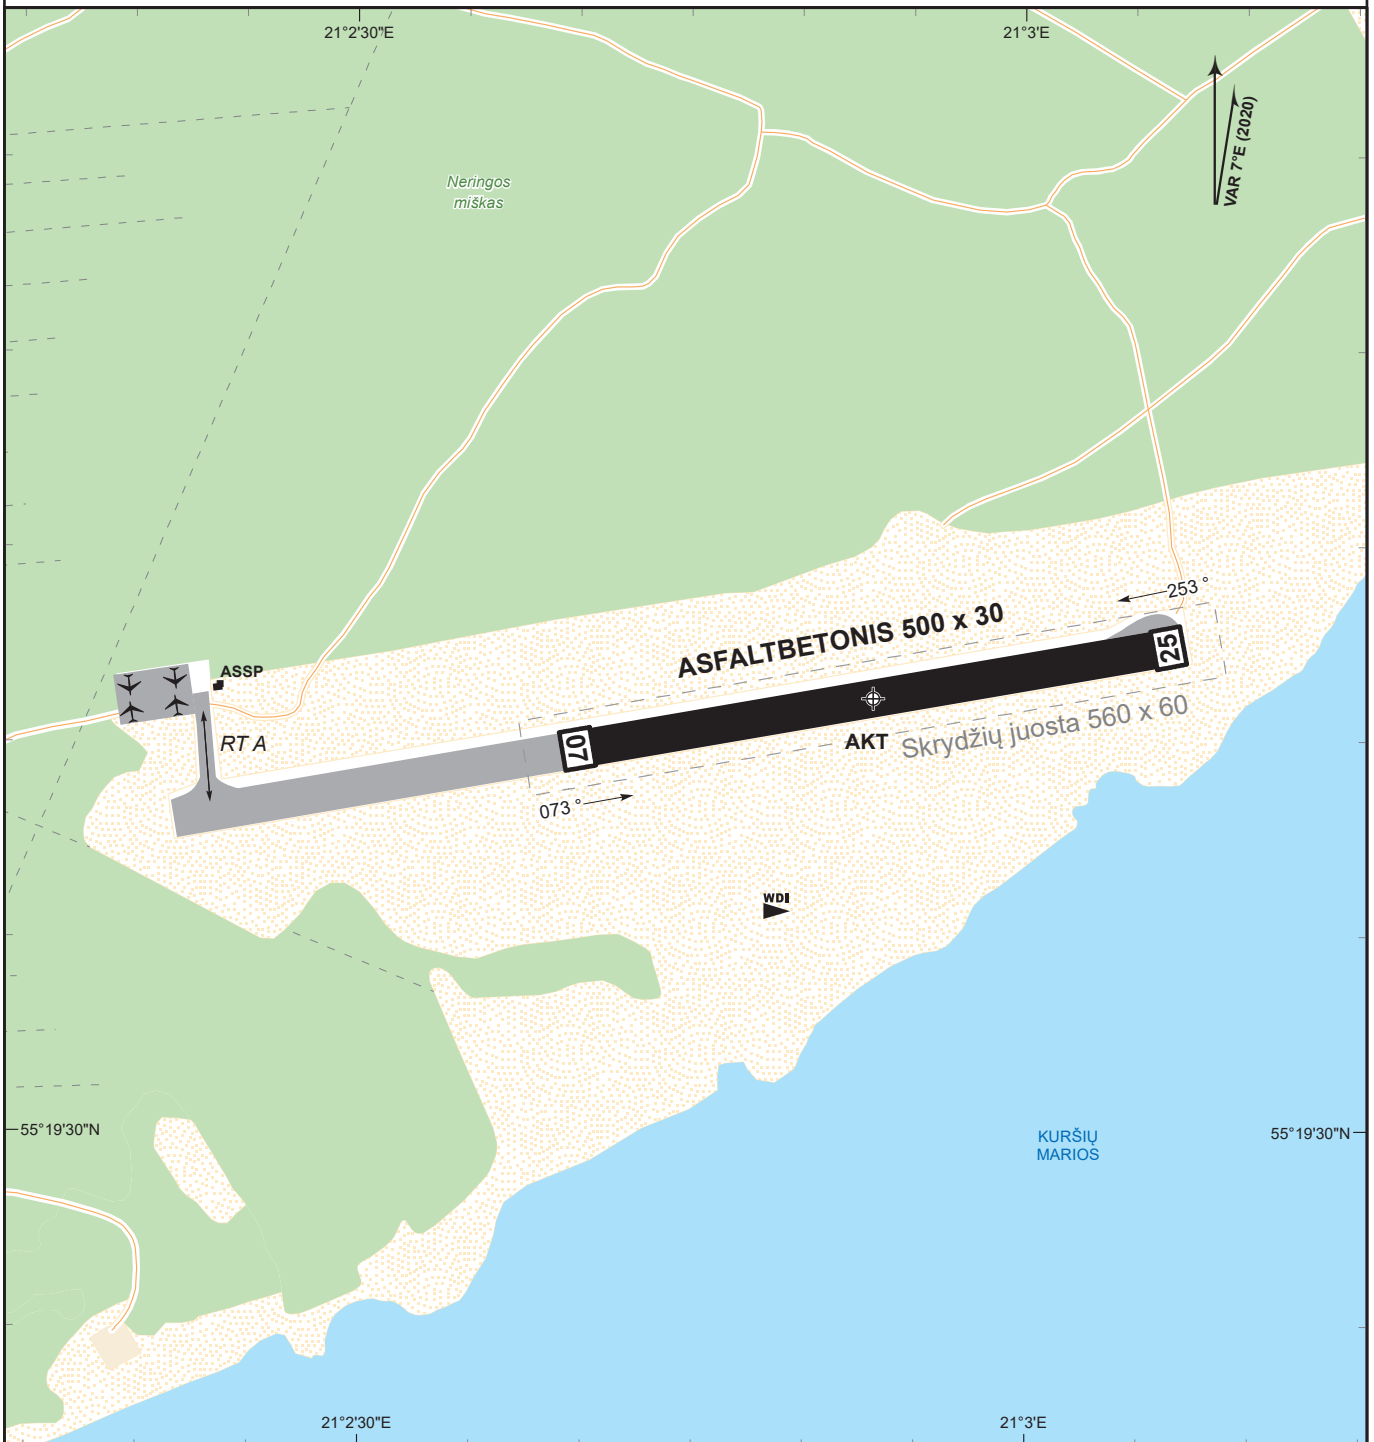 21°2'30"E
21°3'E
VAR 7°E (2020)
Neringos
miškas
253 °
ASFALTBETONIS 500 x 30
25
ASSP
RT A
07
AKT
Skrydžių juosta 560 x 60
073 °
WDI
55°19'30"N
55°19'30"N
KURŠIŲ
MARIOS
21°2'30"E
21°3'E